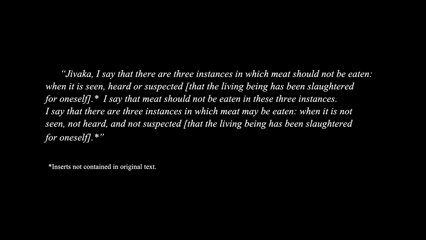 "Jivaka, I say that there are three instances in which meat should not be eaten:
when it is seen, heard or suspected [that the living being has been slaughtered
for oneself].* I say that meat should not be eaten in these three instances.
I say that there are three instances in which meat may be eaten: when it is not
seen, not heard, and not suspected [that the living being has been slaughtered
for oneself].*"
*Inserts not contained in original text.